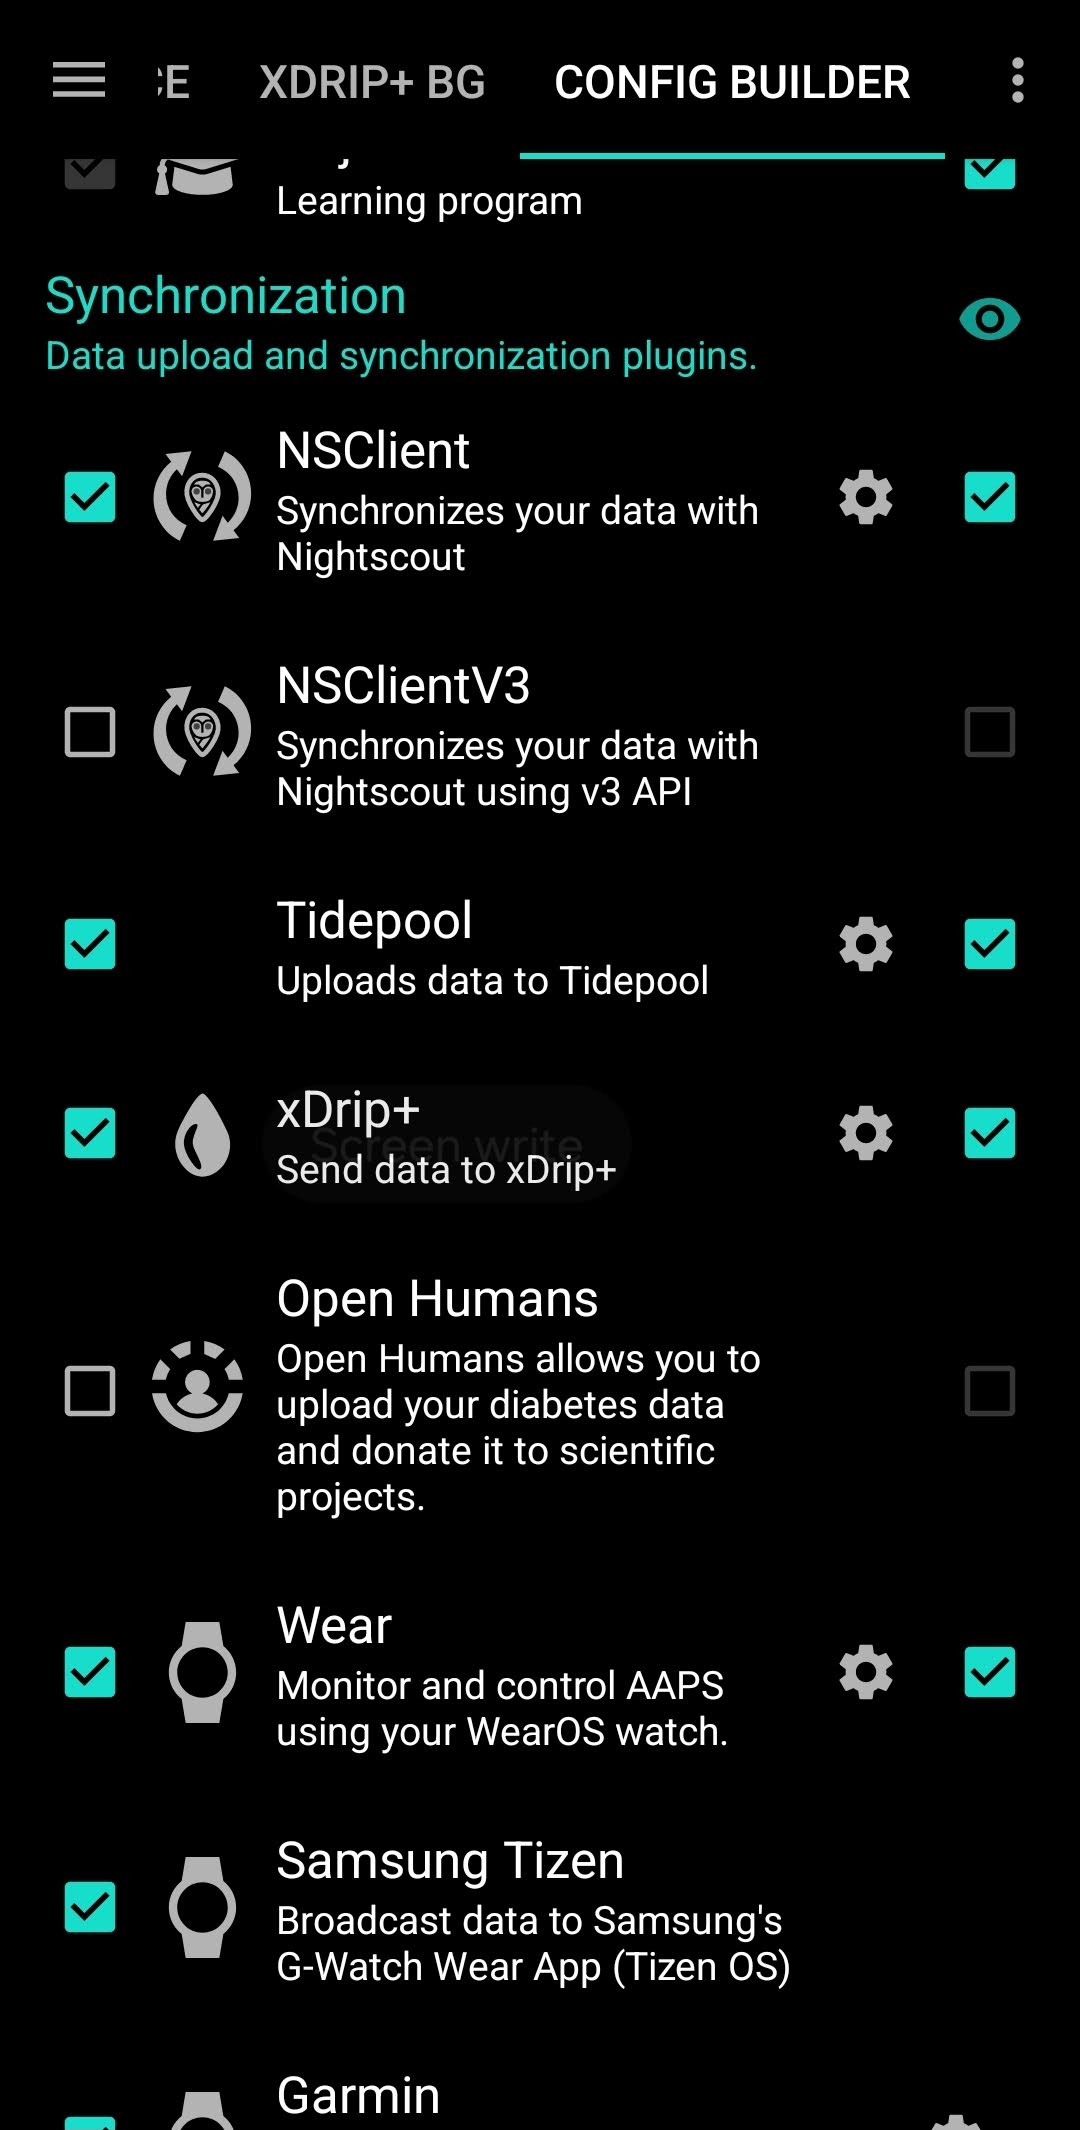 CE XDRIP+ BG CONFIG BUILDER
Learning program
Synchronization
Data upload and synchronization plugins.
NSClient
Synchronizes your data with
Nightscout
NSClientV3
Synchronizes your data with
Nightscout using v3 API
Tidepool
Uploads data to Tidepool
xDrip+
Screen write
Send data to xDrip+
Open Humans
Open Humans allows you to
upload your diabetes data
and donate it to scientific
projects.
Wear
Monitor and control AAPS
using your WearOS watch.
Samsung Tizen
Broadcast data to Samsung's
G-Watch Wear App (Tizen OS)
Garmin